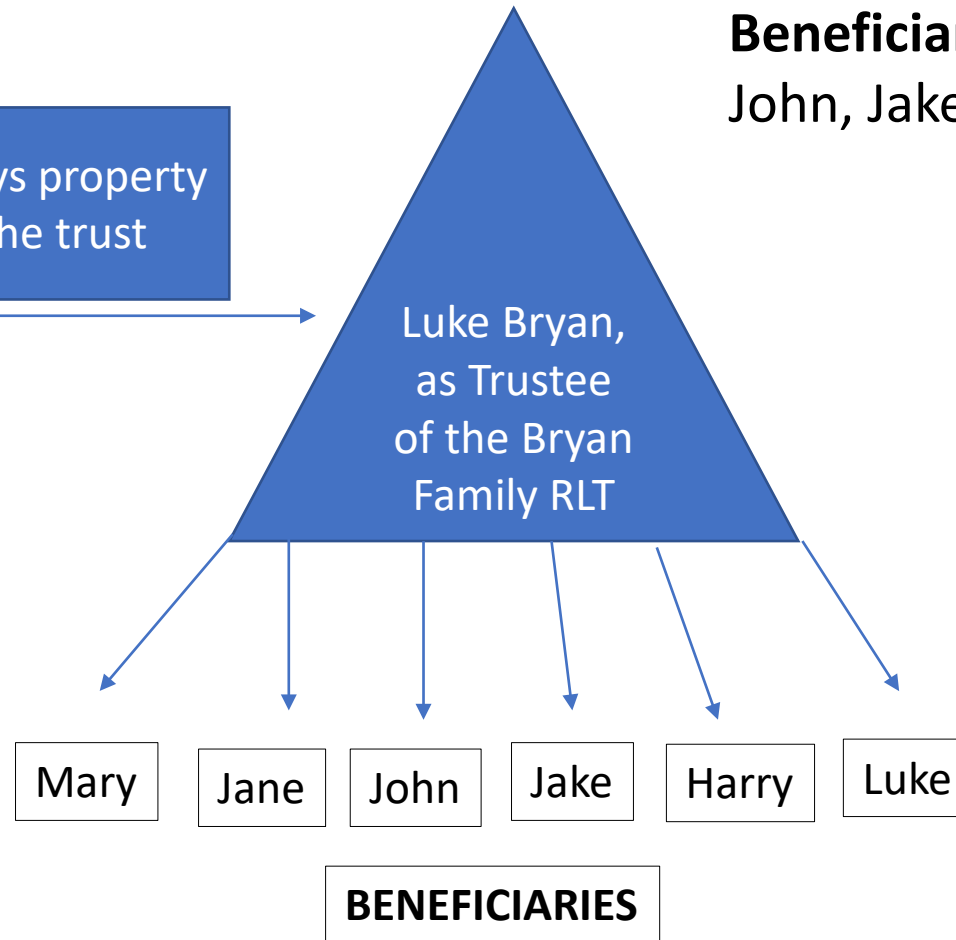 Beneficiar
John, Jake
ys property
he trust
Luke Bryan,
as Trustee
of the Bryan
Family RLT
Mary
Jane
John
Jake
Harry
Luke
BENEFICIARIES